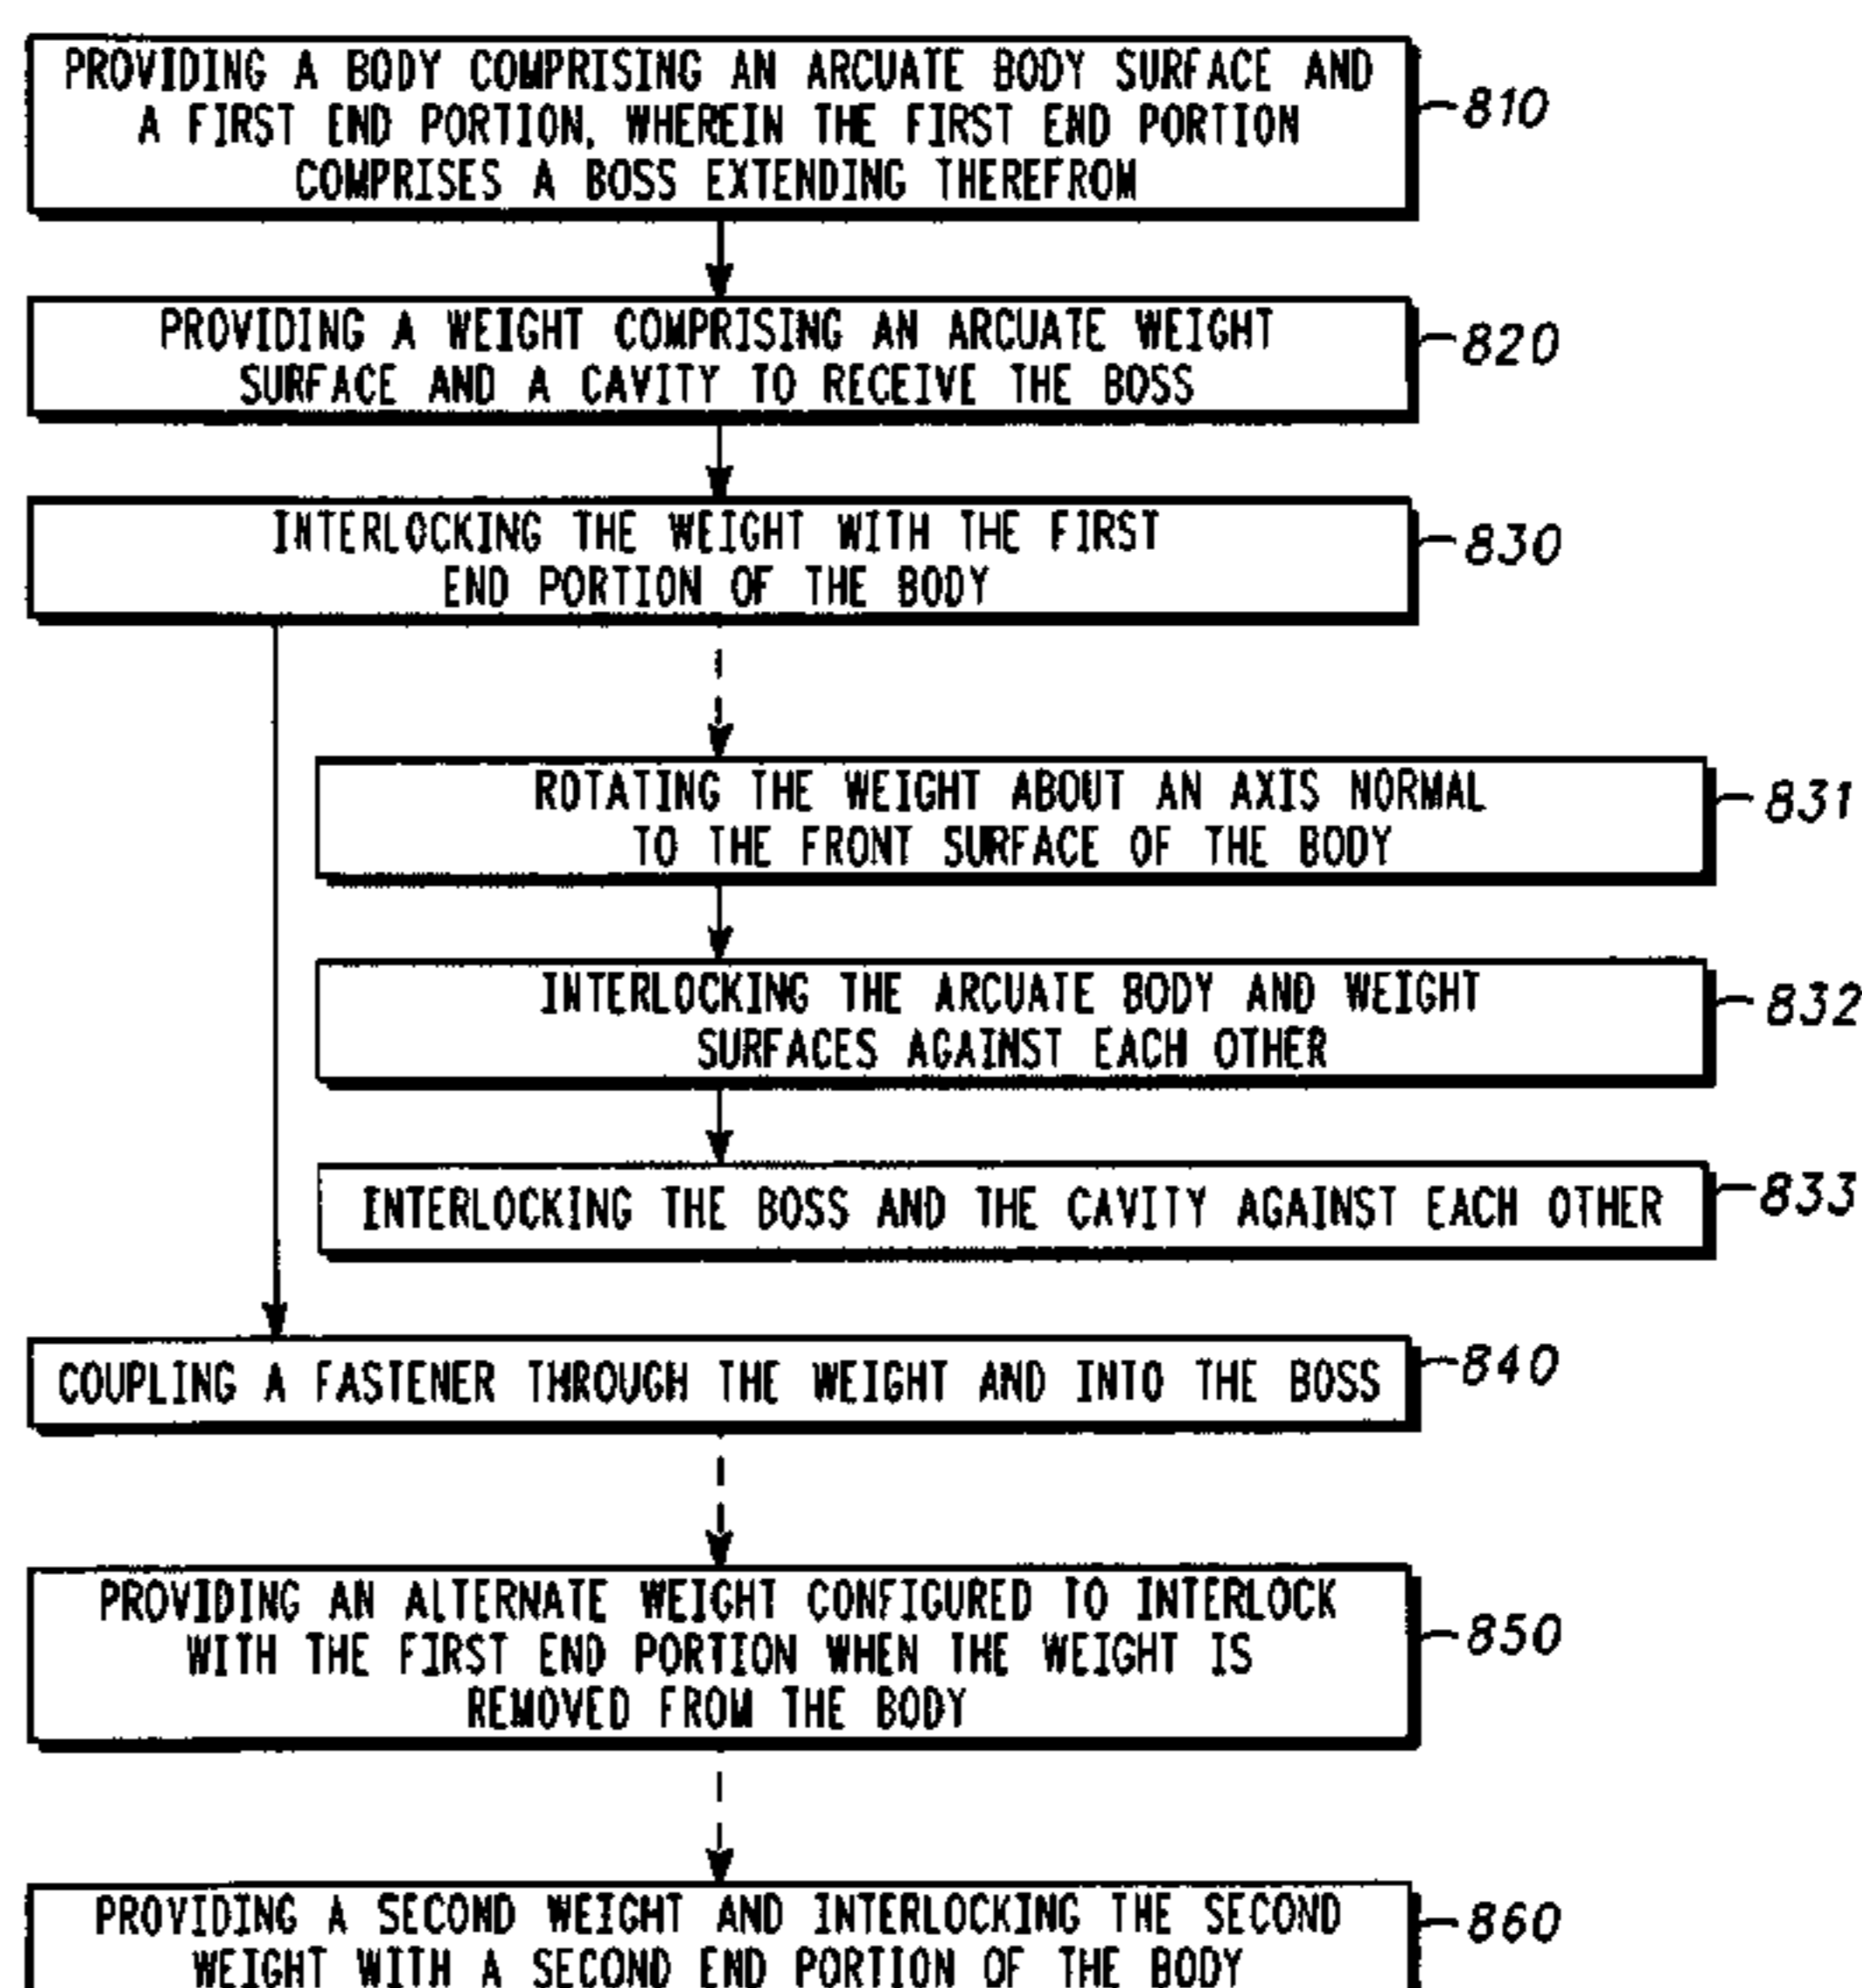 PROVIDING A BODY COMPRISING AN ARCUATE BODY SURFACE AND
A FIRST END PORTION, WHEREIN THE FIRST END PORTION
COMPRISES A BOSS EXTENDING THEREFROM
810
PROVIDING A WEIGHT COMPRISING AN ARCUATE WEIGHT
SURFACE AND A CAVITY TO RECEIVE THE BOSS
820
INTERLOCKING THE WEIGHT WITH THE FIRST
END PORTION OF THE BODY
830
ROTATING THE WEIGHT ABOUT AN AXIS NORMAL
TO THE FRONT SURFACE OF THE BODY
831
INTERLOCKING THE ARCUATE BODY AND WEIGHT
SURFACES AGAINST EACH OTHER
832
INTERLOCKING THE BOSS AND THE CAVITY AGAINST EACH OTHER
833
COUPLING A FASTENER THROUGH THE WEIGHT AND INTO THE BOSS
840
PROVIDING AN ALTERNATE WEIGHT CONFIGURED TO INTERLOCK
WITH THE FIRST END PORTION WHEN THE WEIGHT IS
REMOVED FROM THE BODY
850
PROVIDING A SECOND WEIGHT AND INTERLOCKING THE SECOND
WEIGHT WITH A SECOND END PORTION OF THE BODY
860